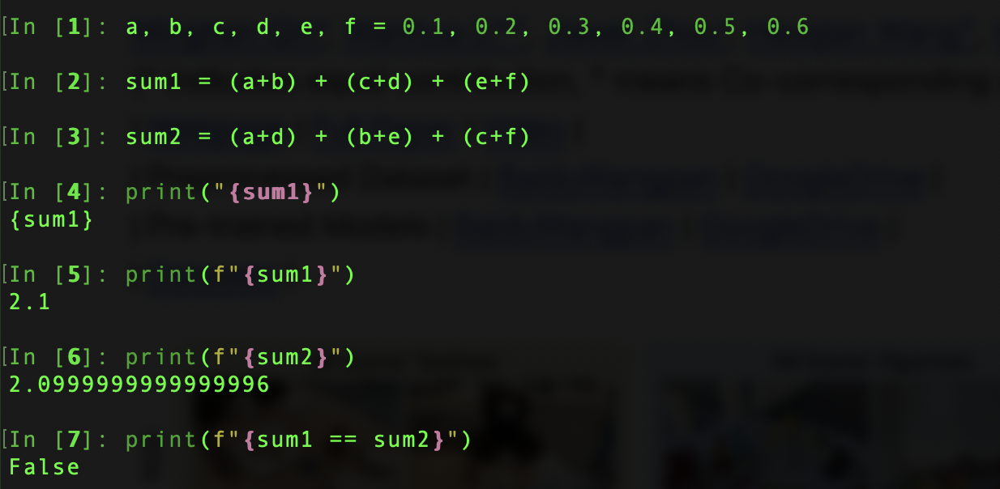 [In [1]: a, b, c, d, e, f = 0.1, 0.2, 0.3, 0.4, 0.5, 0.6
[In [2]: sum1 = (a+b) + (c+d) + (e+f)
[In [3]: sum2 = (a+d) + (b+e) + (c+f)
[In [4]: print("{sum1}")
{sum1}
[In [5]: print(f"{sum1}")
2.1
[In [6]: print(f"{sum2}")
2.0999999999999996
[In [7]: print(f"{sum1 == sum2}")
False